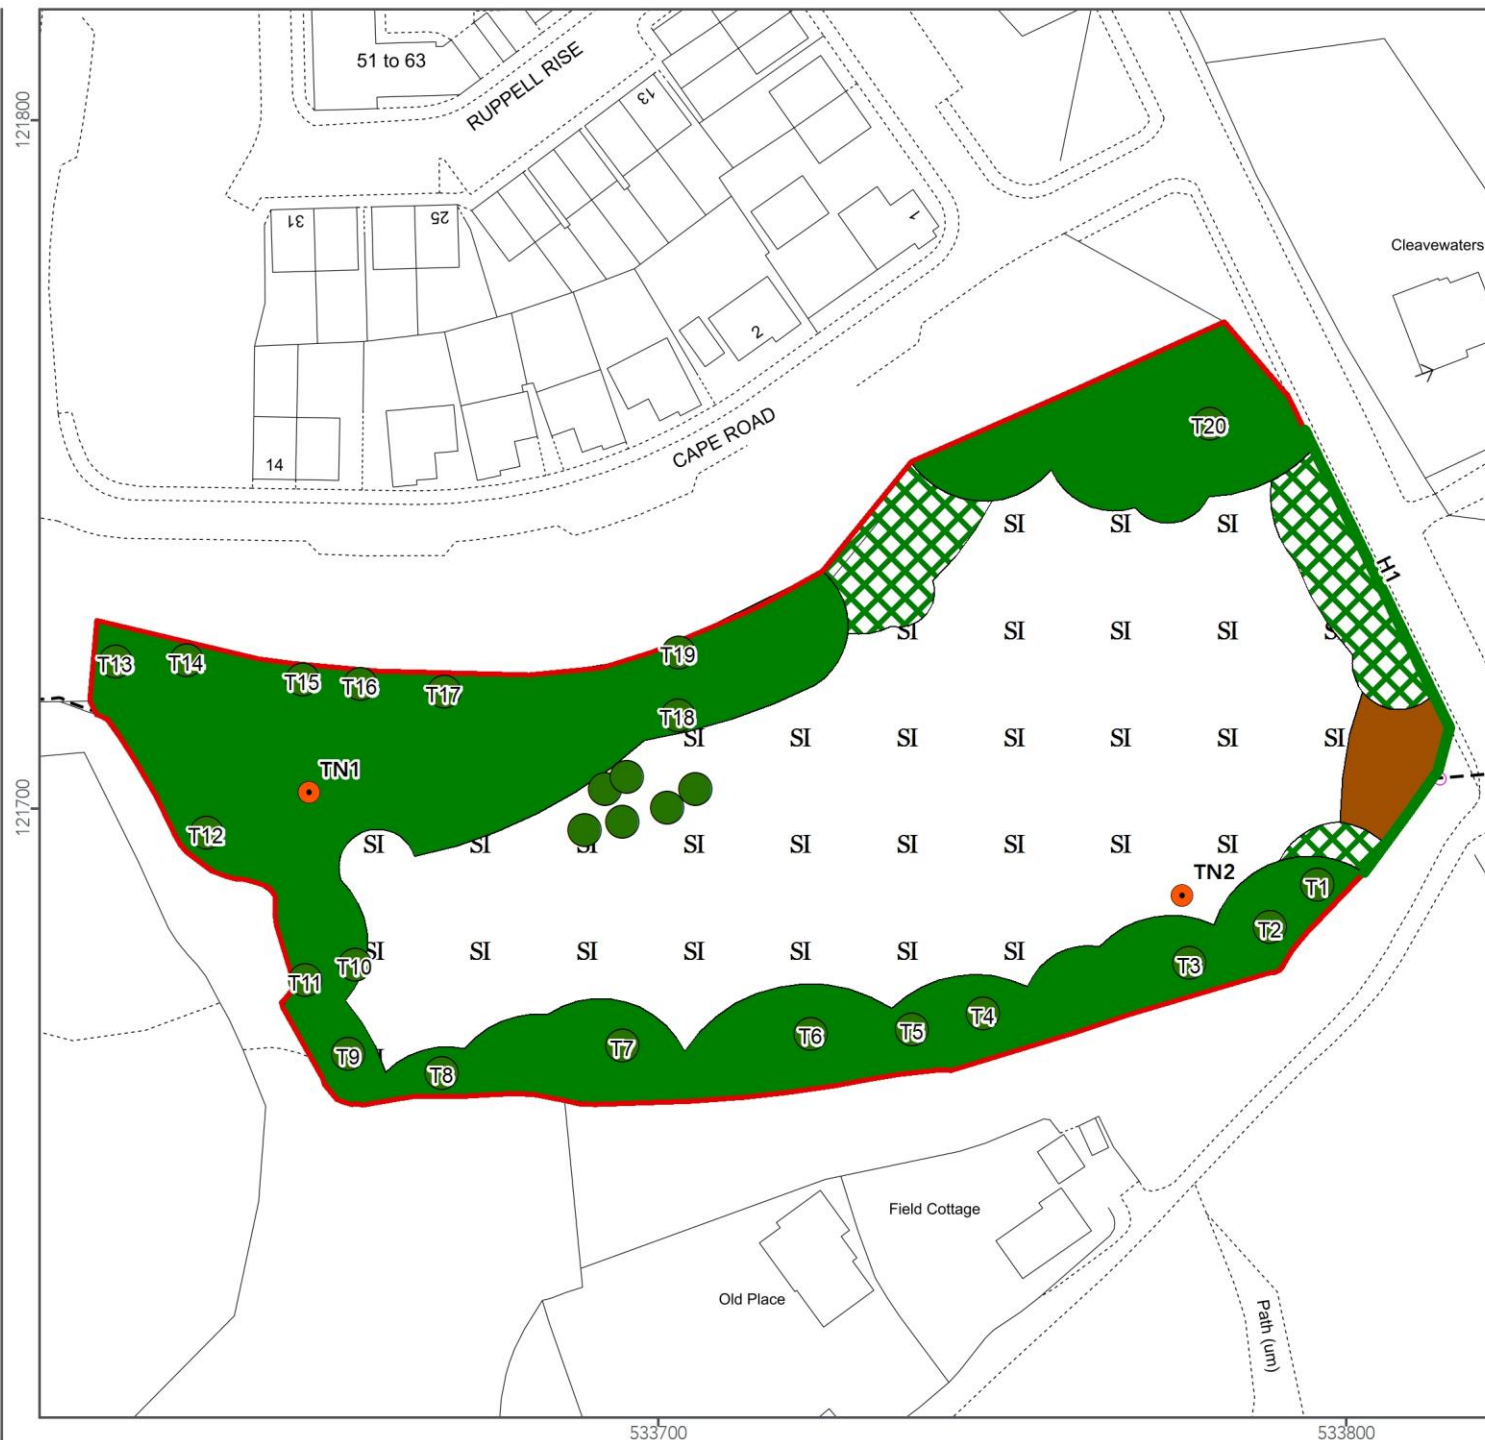 51 to 63
RUPPELL RISE
13
121800
31
25
1
Cleavewaters
2
CAPE ROAD
14
T20
SI SI SI
H1
SI SI SI S
T13 T14 T15 T16 T17 T19
T18
SI SI SI SI SI SI SI
TN1
121700
T12
SI SI SI SI SI SI SI SI SI
TN2
T1
T2
SI SI SI SI SI SI SI
T10
T11
T3
T4
T5
T6
T7
T9
T8
Field Cottage
Old Place
Path (um)
533700
533800